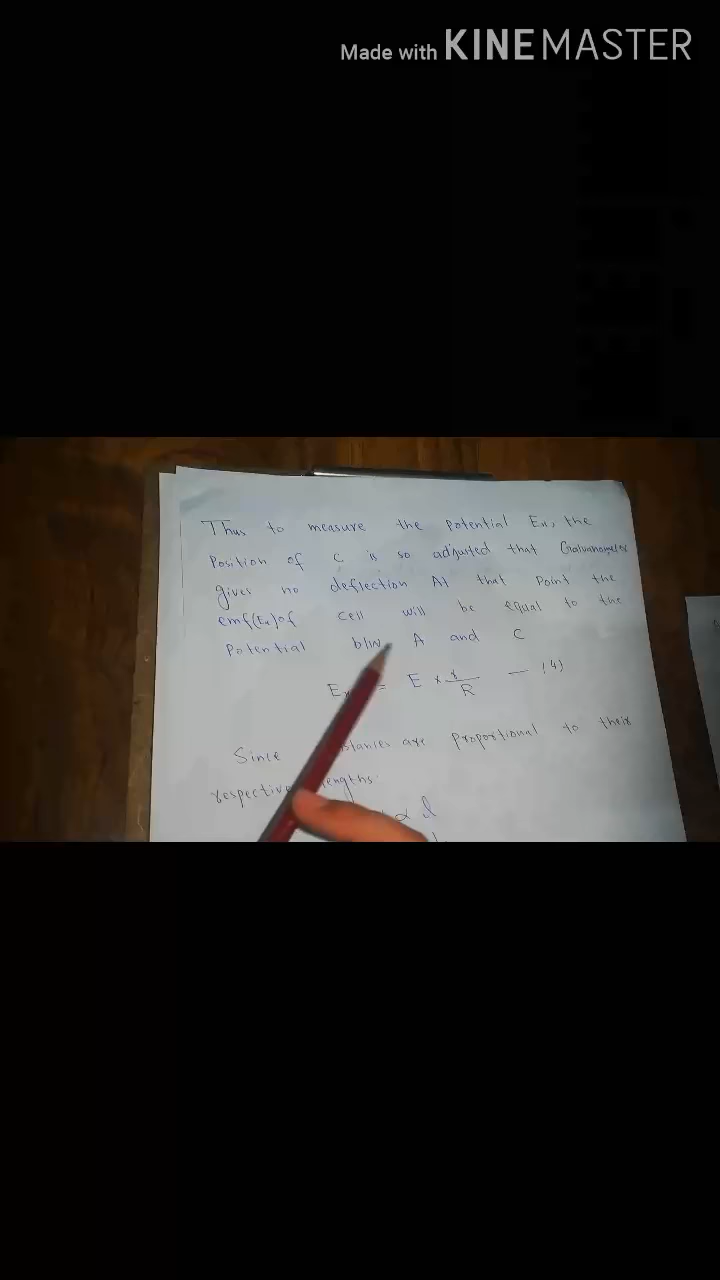 Made with KINEMASTER
Thus to measure the potential Ex, the
Position of C is so adjusted that Galvanometer
gives no deflection At that point the
emf(Ex) of cell will be equal to the
Potential b/w A and C
Ex = E × r/R — (4)
Since are proportional to their
respective lengths.
α l